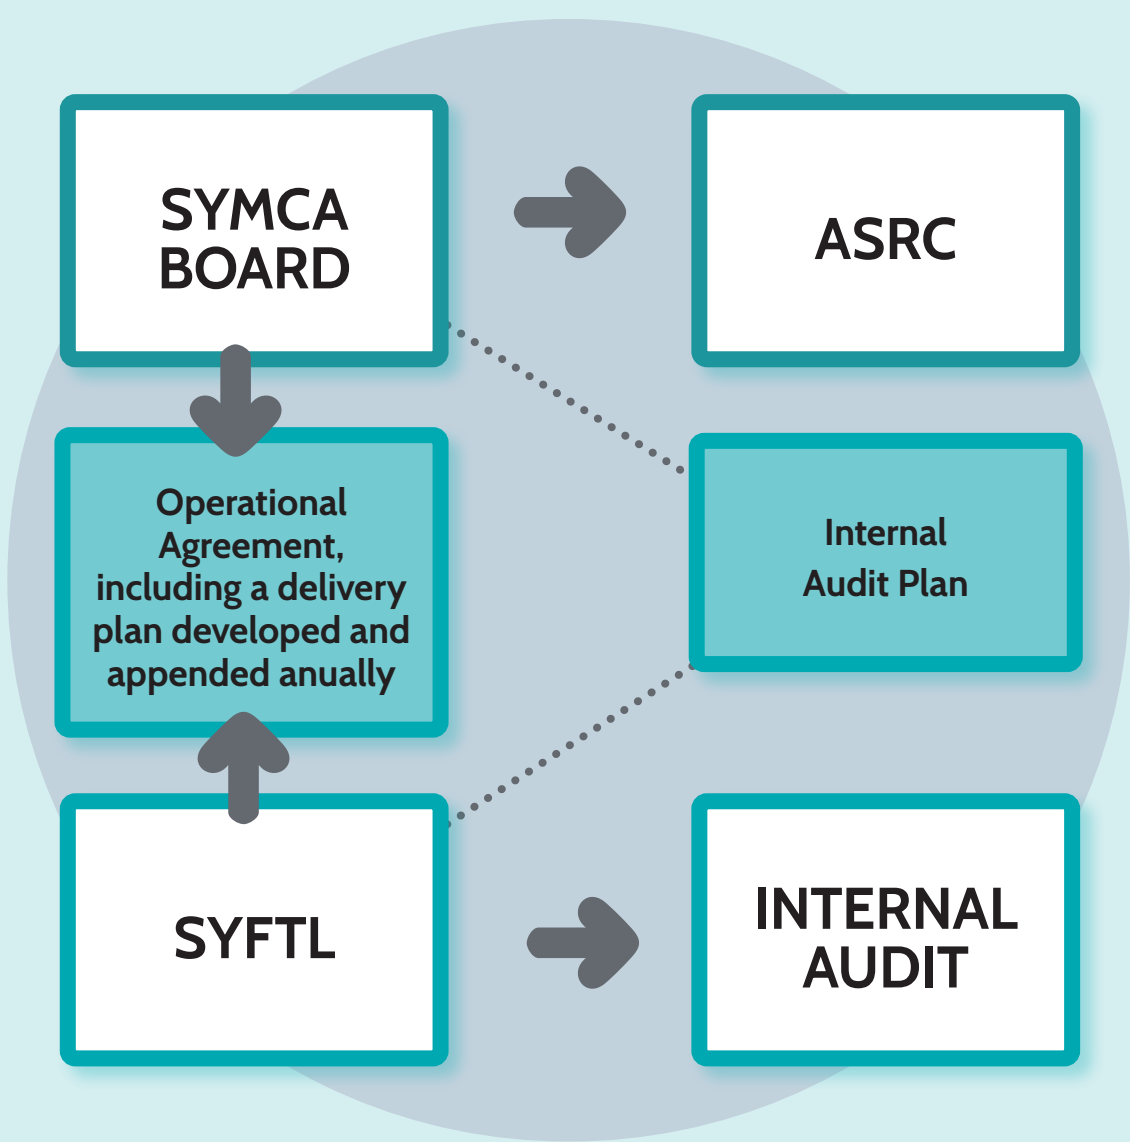 SYMCA
BOARD
ASRC
Operational
Agreement,
including a delivery
plan developed and
appended anually
Internal
Audit Plan
SYFTL
INTERNAL
AUDIT